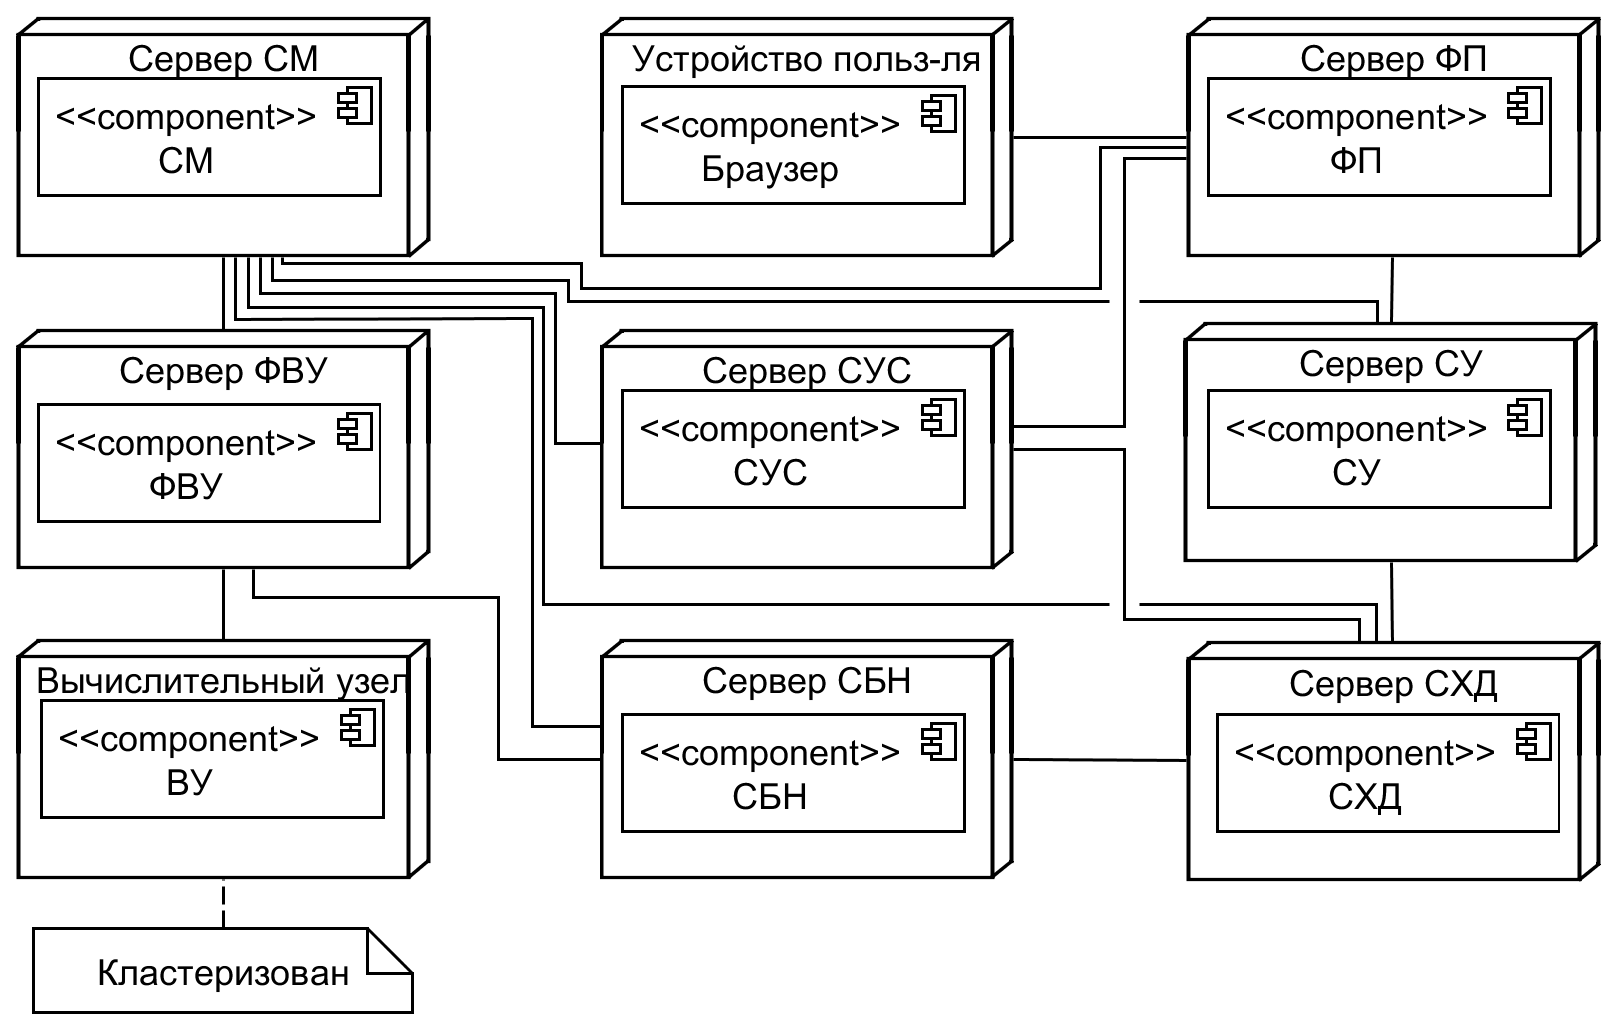 Сервер СМ
<<component>>
СМ
Устройство польз-ля
<<component>>
Браузер
Сервер ФП
<<component>>
ФП
Сервер ФВУ
<<component>>
ФВУ
Сервер СУС
<<component>>
СУС
Сервер СУ
<<component>>
СУ
Вычислительный узел
<<component>>
ВУ
Сервер СБН
<<component>>
СБН
Сервер СХД
<<component>>
СХД
Кластеризован